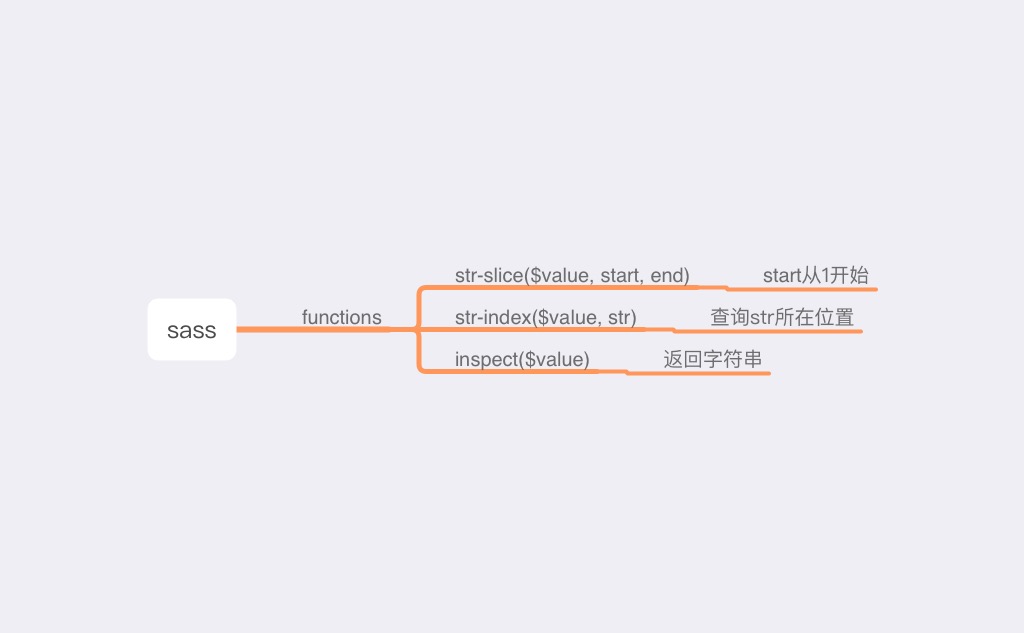 sass
functions
str-slice($value, start, end)
start从1开始
str-index($value, str)
查询str所在位置
inspect($value)
返回字符串